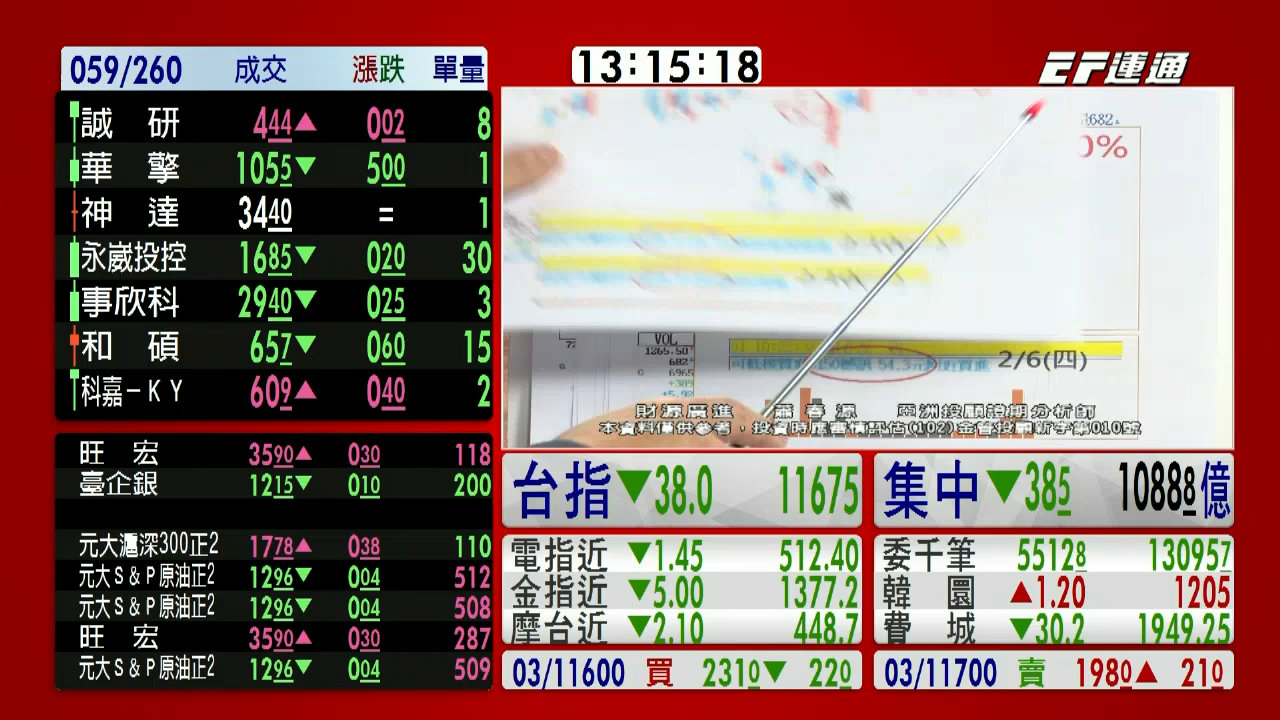 059/260 成交 漲跌 單量
13:15:18
EF運通
誠研 444▲ 002 8
華擎 1055▼ 500 1
神達 3440 = 1
永崴投控 1685▼ 020 30
事欣科 2940▼ 025 3
和碩 657▼ 060 15
科嘉-KY 609▲ 040 2
旺宏 3590▲ 030 118
臺企銀 1215▼ 010 200
元大滬深300正2 1778▲ 038 110
元大S&P原油正2 1296▼ 004 512
元大S&P原油正2 1296▼ 004 508
旺宏 3590▲ 030 287
元大S&P原油正2 1296▼ 004 509
682
0%
VOL
1265.50
682
G 6965
2/6(四)
財源廣進 蕭春源 亞洲投顧證期分析師
本資料僅供參考,投資時應審慎評估(102)金管投顧新字第010號
台指▼38.0 11675
集中▼385 10888億
電指近 ▼1.45 512.40
金指近 ▼5.00 1377.2
摩台近 ▼2.10 448.7
委千筆 55128 130957
韓圜 ▲1.20 1205
費城 ▼30.2 1949.25
03/11600 買 2310▼ 220
03/11700 賣 1980▲ 210